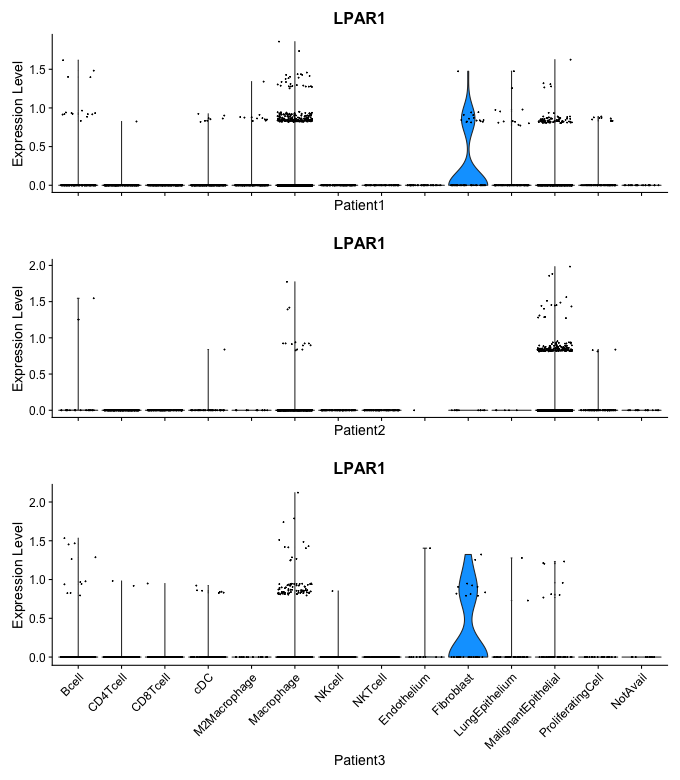 LPAR1
Expression Level
1.5
1.0
0.5
0.0
Patient1
LPAR1
Expression Level
2.0
1.5
1.0
0.5
0.0
Patient2
LPAR1
Expression Level
2.0
1.5
1.0
0.5
0.0
Bcell
CD4Tcell
CD8Tcell
cDC
M2Macrophage
Macrophage
NKcell
NKTcell
Endothelium
Fibroblast
LungEpithelium
MalignantEpithelial
ProliferatingCell
NotAvail
Patient3